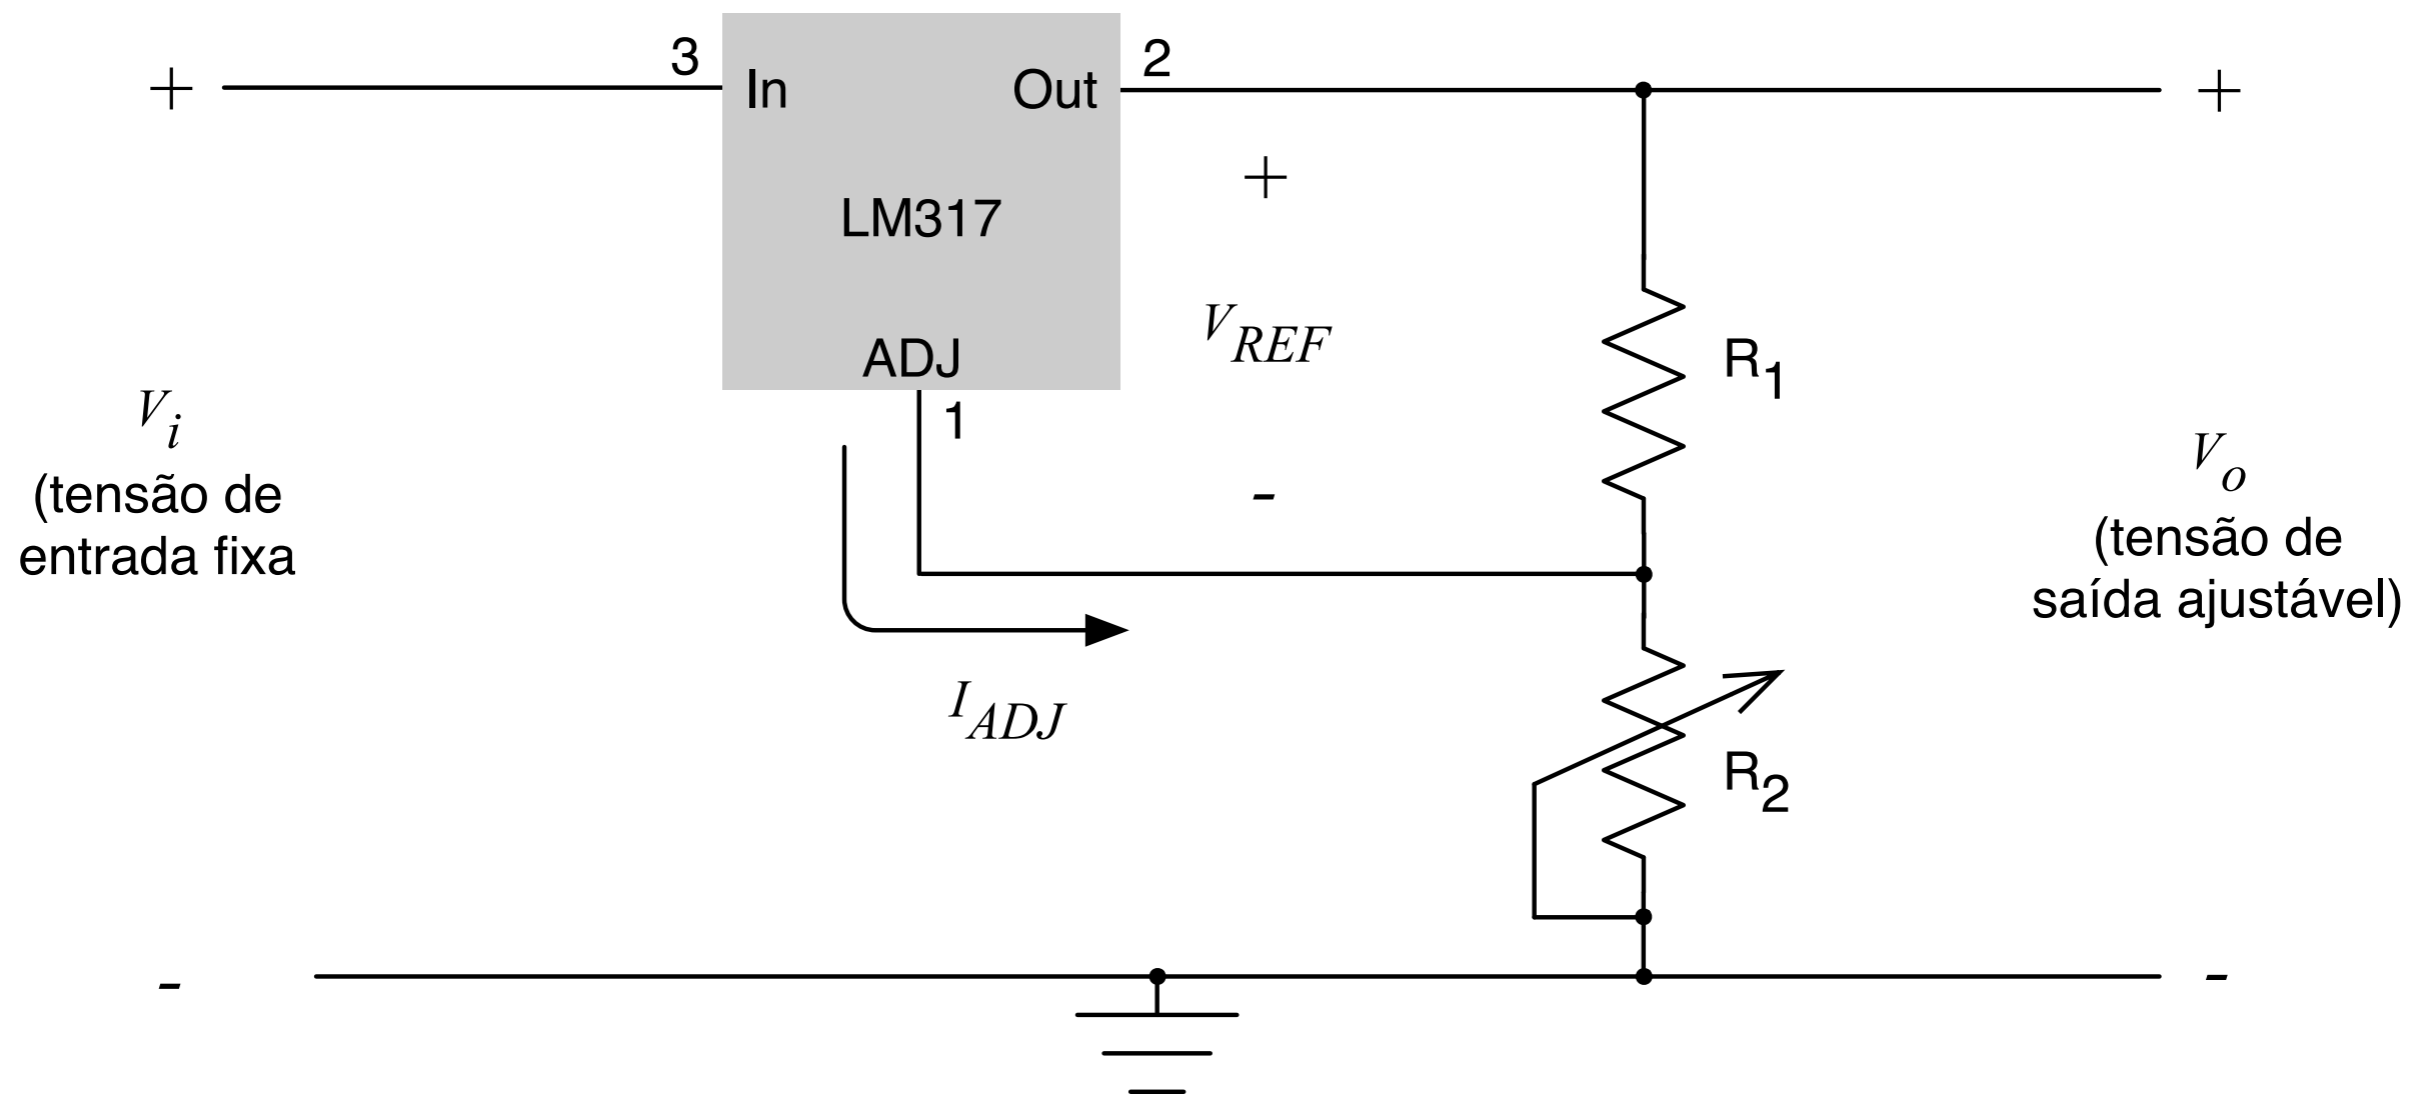 3
In
Out
2
+
+
LM317
+
V_REF
ADJ
1
R_1
V_i
(tensão de
entrada fixa
V_o
(tensão de
saída ajustável)
-
I_ADJ
R_2
-
-